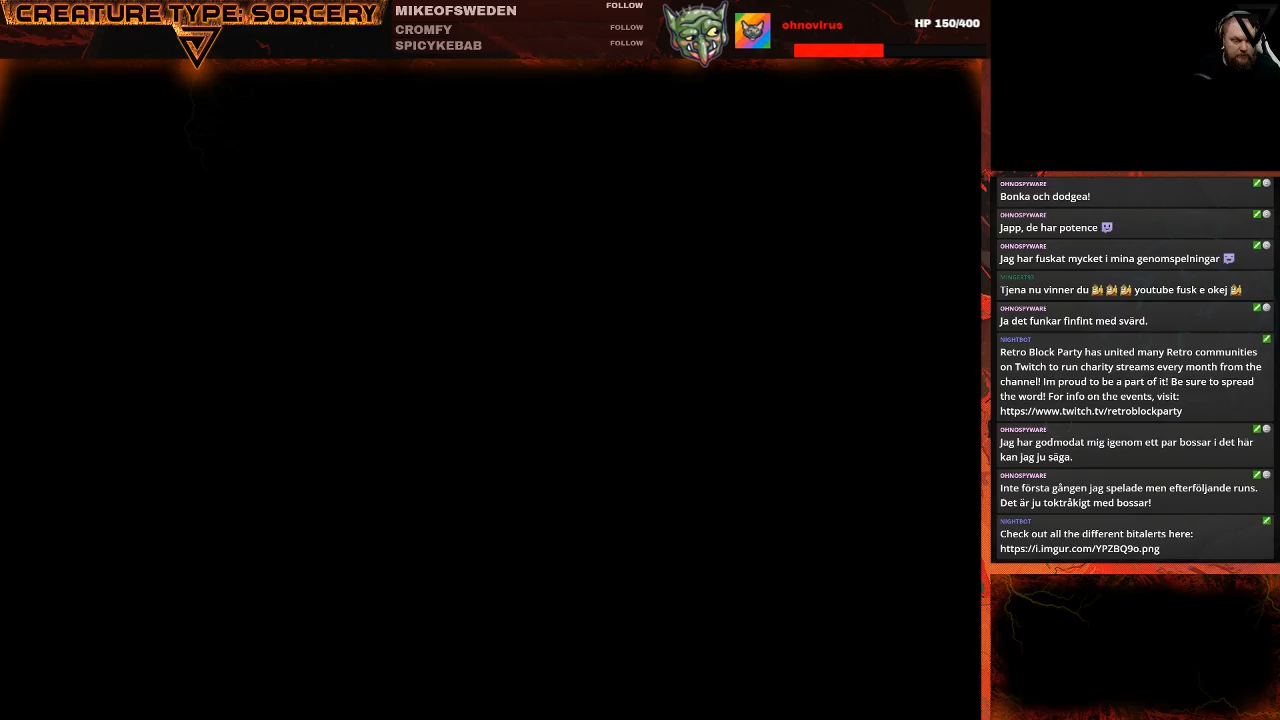 CREATURE TYPE: SORCERY
MIKEOFSWEDEN FOLLOW
CROMFY FOLLOW
SPICYKEBAB FOLLOW
ohnovirus
HP 150/400
OHNOSPYWARE
Bonka och dodgea!
OHNOSPYWARE
Japp, de har potence
OHNOSPYWARE
Jag har fuskat mycket i mina genomspelningar
Tjena nu vinner du youtube fusk e okej
OHNOSPYWARE
Ja det funkar finfint med svärd.
NIGHTBOT
Retro Block Party has united many Retro communities
on Twitch to run charity streams every month from the
channel! Im proud to be a part of it! Be sure to spread
the word! For info on the events, visit:
https://www.twitch.tv/retroblockparty
OHNOSPYWARE
Jag har godmodat mig igenom ett par bossar i det här
kan jag ju säga.
OHNOSPYWARE
Inte första gången jag spelade men efterföljande runs.
Det är ju toktråkigt med bossar!
NIGHTBOT
Check out all the different bitalerts here:
https://i.imgur.com/YPZBQ9o.png